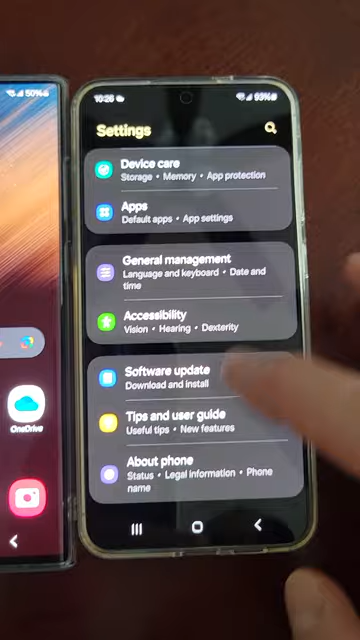 50%
10:26
93%
Settings
Device care
Storage • Memory • App protection
Apps
Default apps • App settings
General management
Language and keyboard • Date and
time
Accessibility
Vision • Hearing • Dexterity
Software update
Download and install
Tips and user guide
Useful tips • New features
About phone
Status • Legal information • Phone
name
OneDrive